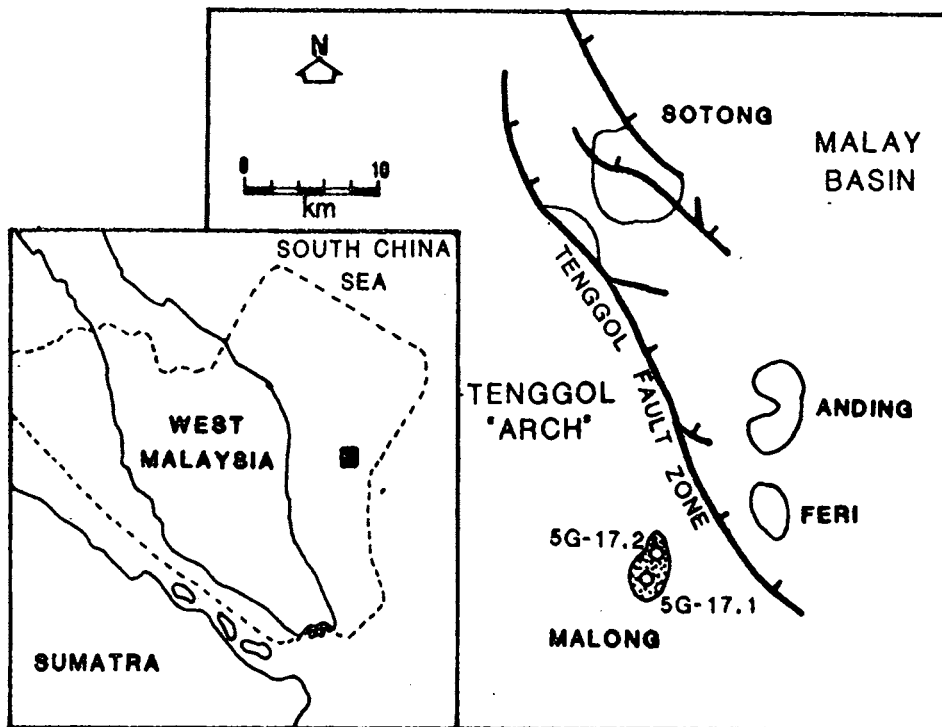 N
0 10
km
SOTONG
MALAY
BASIN
SOUTH CHINA
SEA
TENGGOL FAULT ZONE
WEST
MALAYSIA
TENGGOL
"ARCH"
ANDING
FERI
5G-17.2
5G-17.1
MALONG
SUMATRA